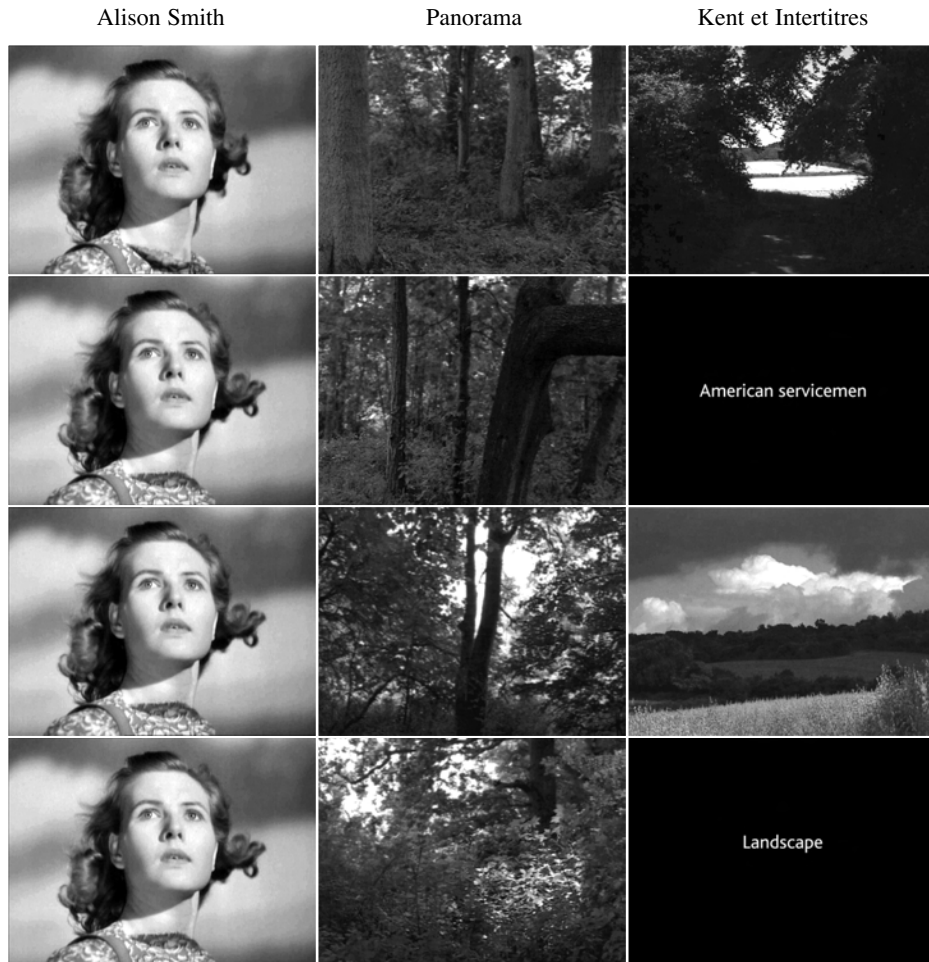 Alison Smith
Panorama
Kent et Intertitres
American servicemen
Landscape